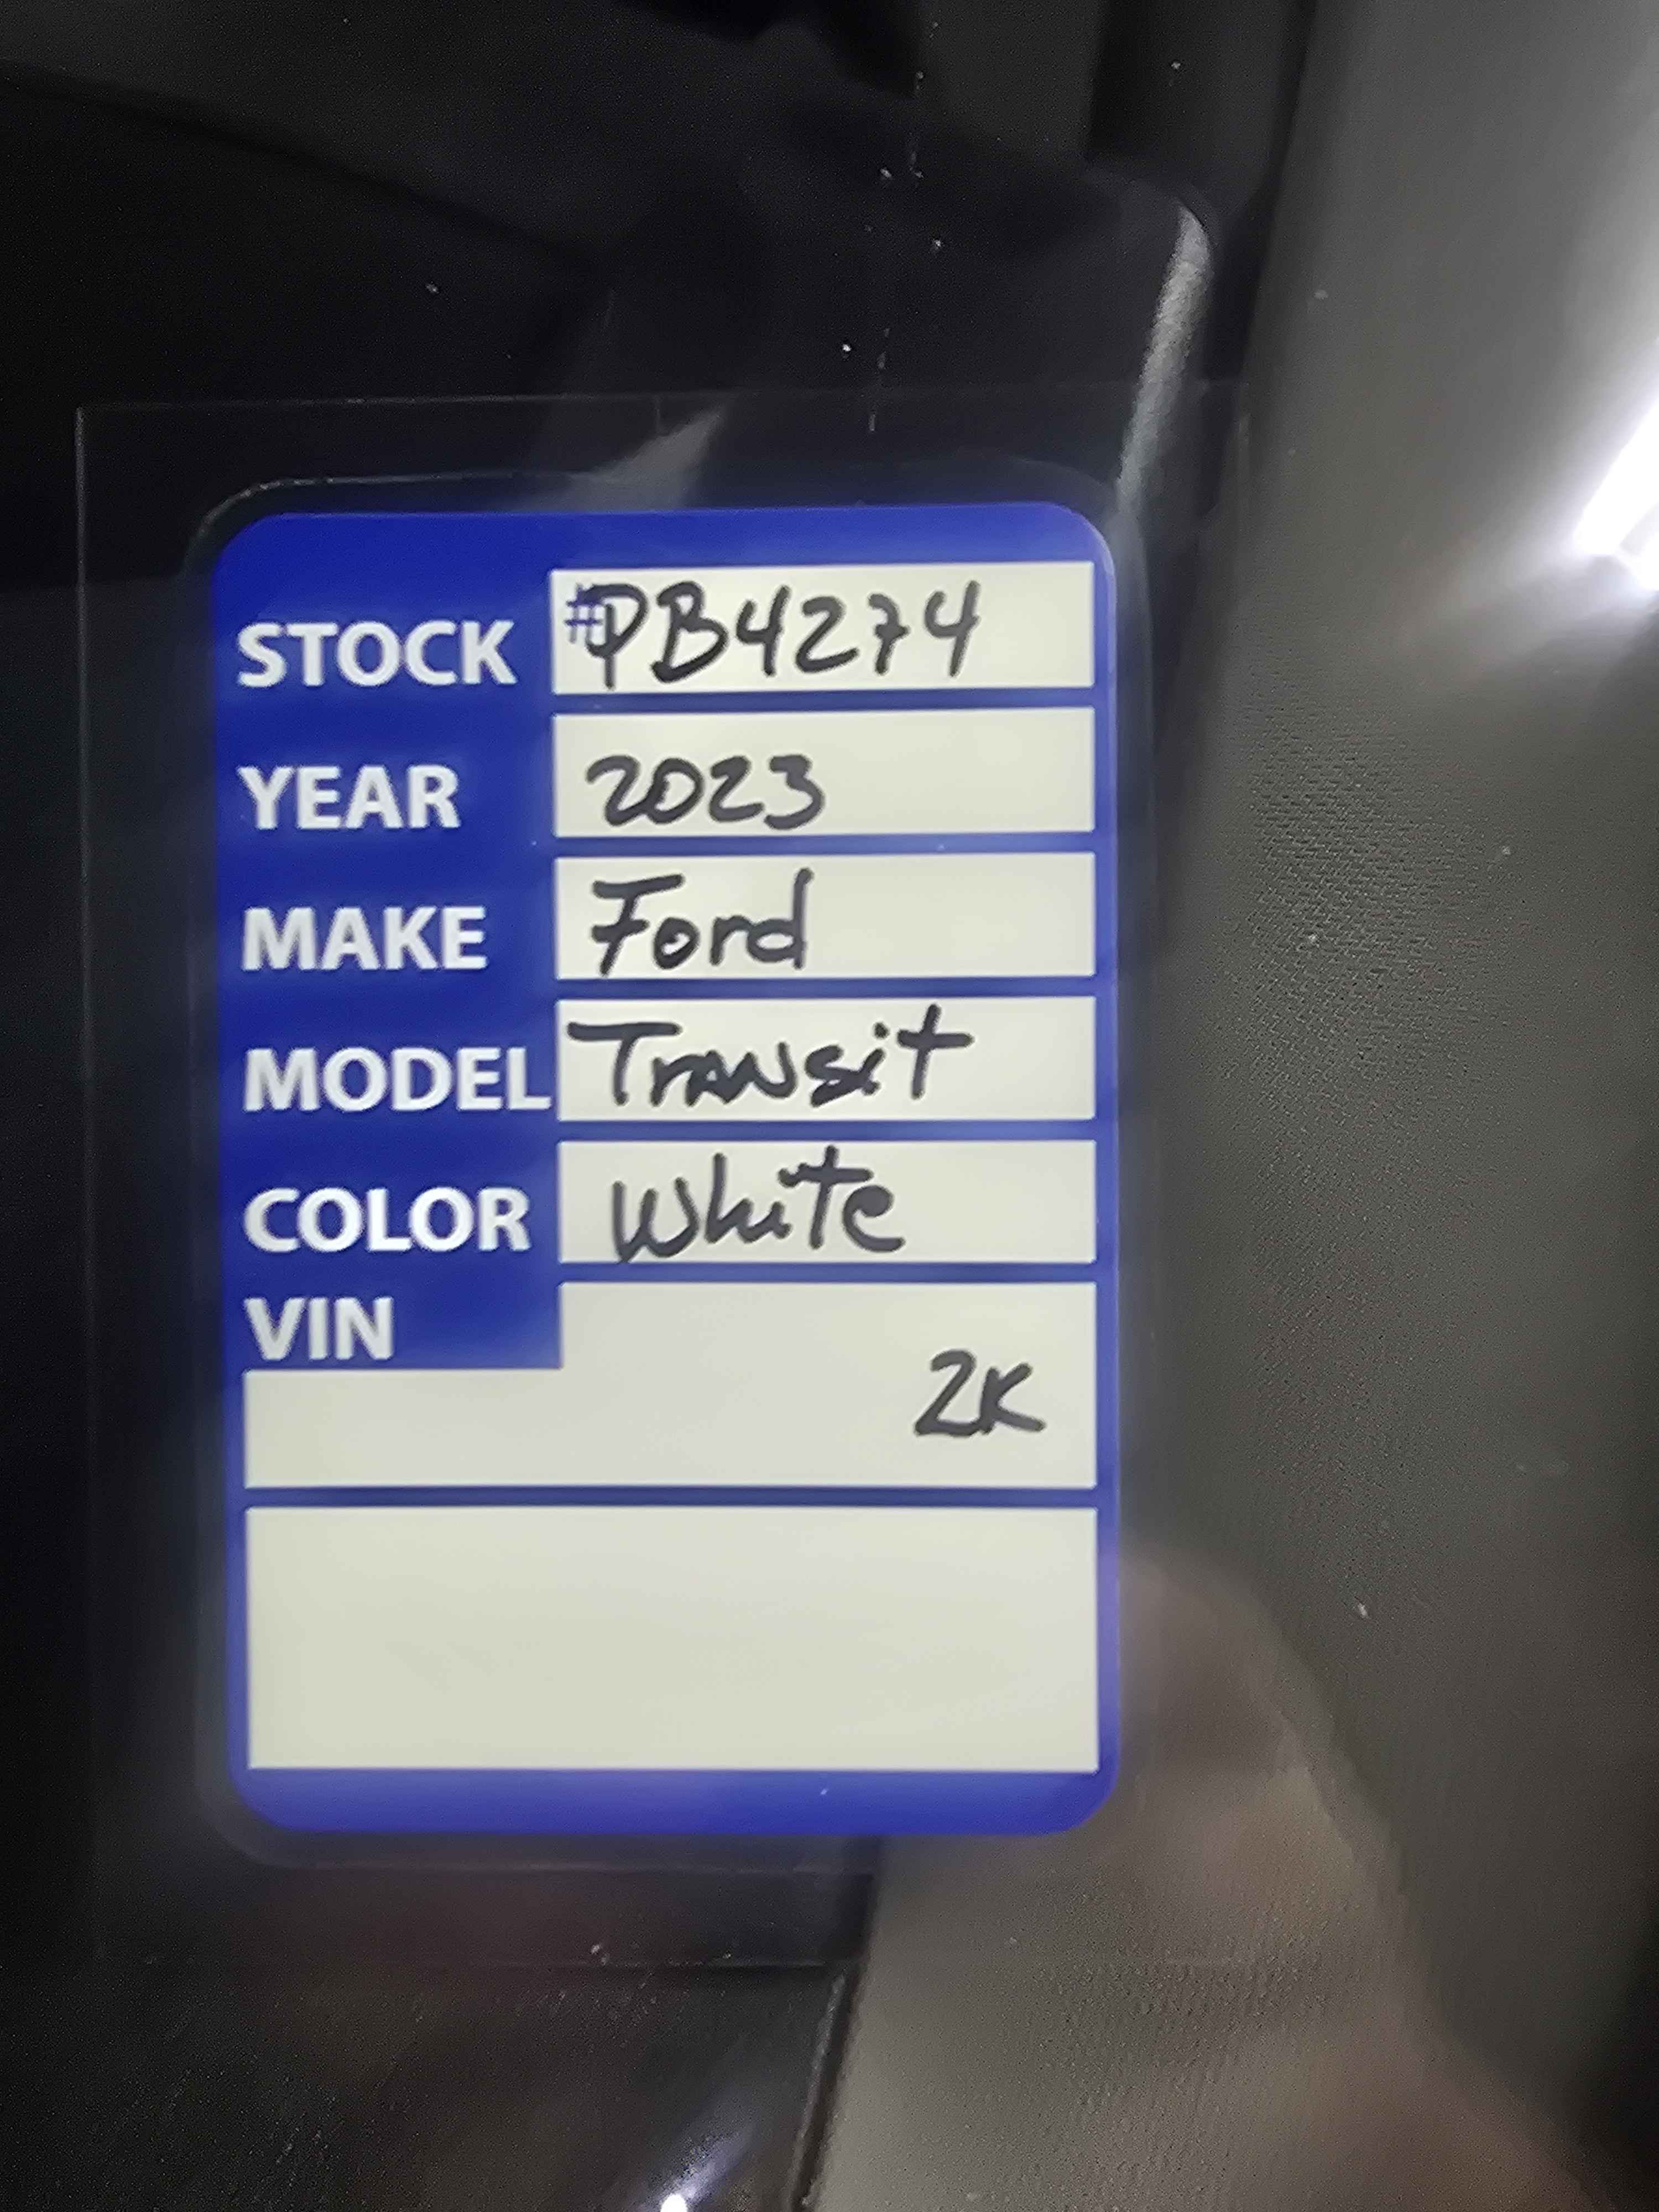 STOCK #PB4274
YEAR 2023
MAKE Ford
MODEL Transit
COLOR White
VIN
2K